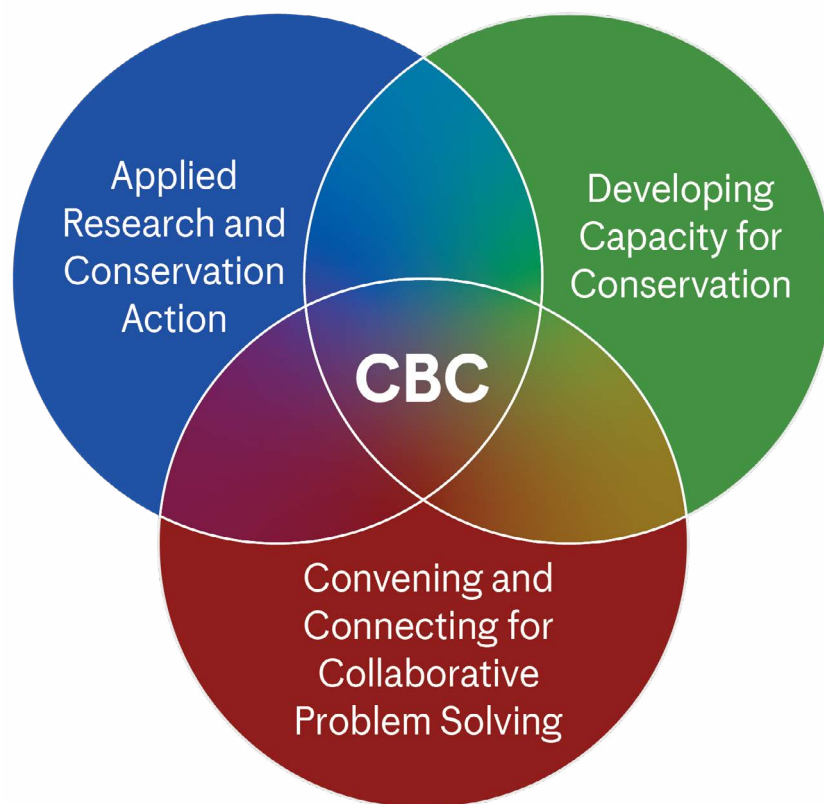 Applied
Research and
Conservation
Action
Developing
Capacity for
Conservation
CBC
Convening and
Connecting for
Collaborative
Problem Solving